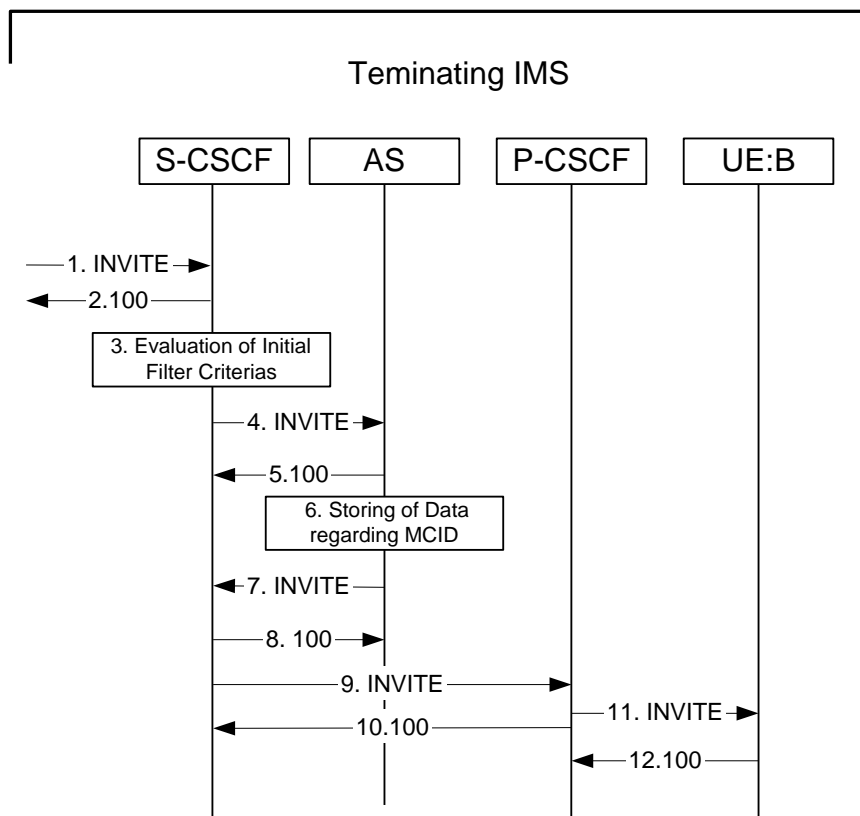 Teminating IMS
S-CSCF
AS
P-CSCF
UE:B
1. INVITE
2.100
3. Evaluation of Initial
Filter Criterias
4. INVITE
5.100
6. Storing of Data
regarding MCID
7. INVITE
8. 100
9. INVITE
11. INVITE
10.100
12.100